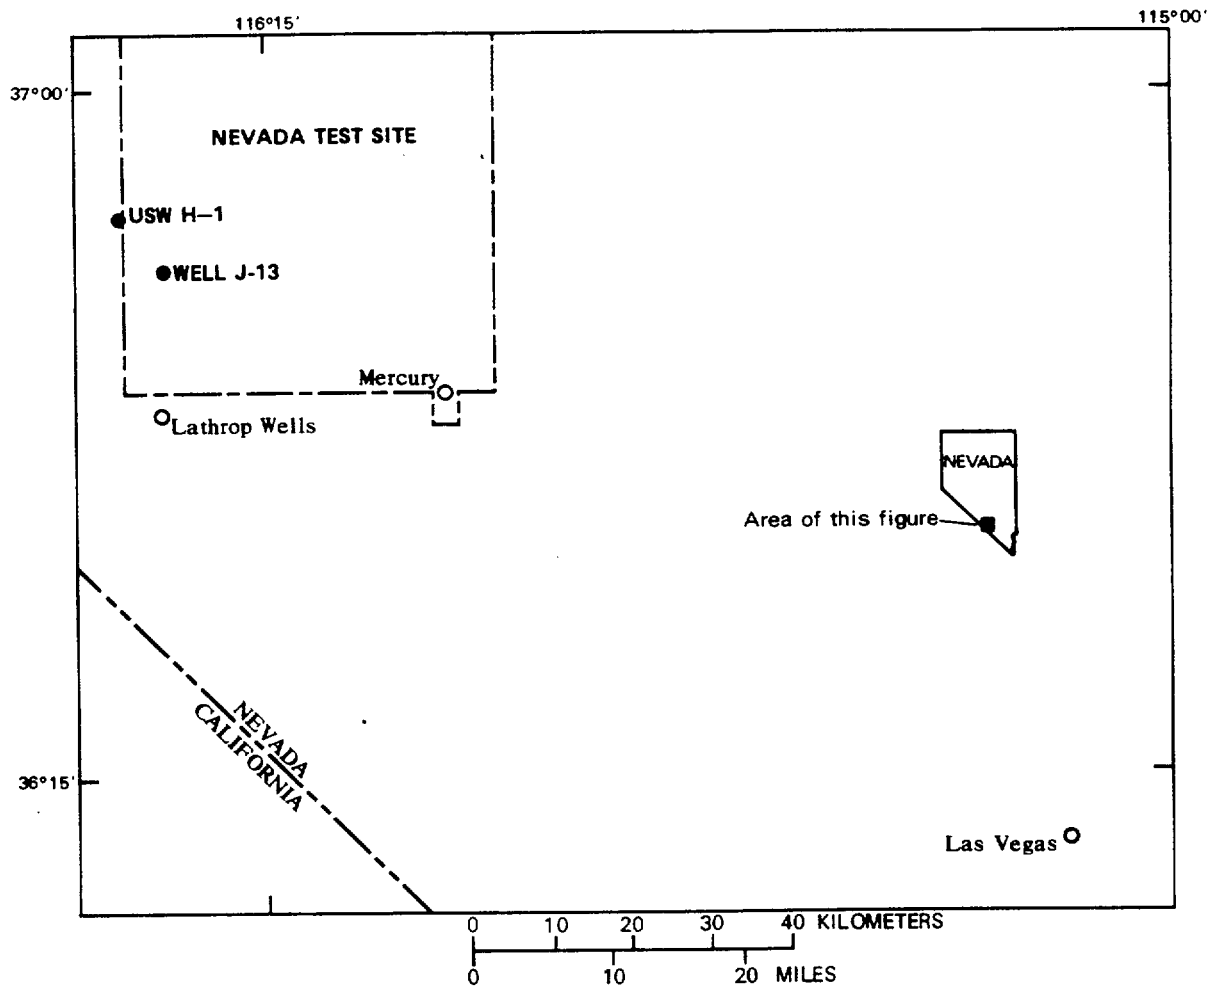 116°15'
115°00'
37°00'
NEVADA TEST SITE
USW H-1
WELL J-13
Mercury
Lathrop Wells
NEVADA
Area of this figure
NEVADA
CALIFORNIA
36°15'
Las Vegas
0 10 20 30 40 KILOMETERS
0 10 20 MILES